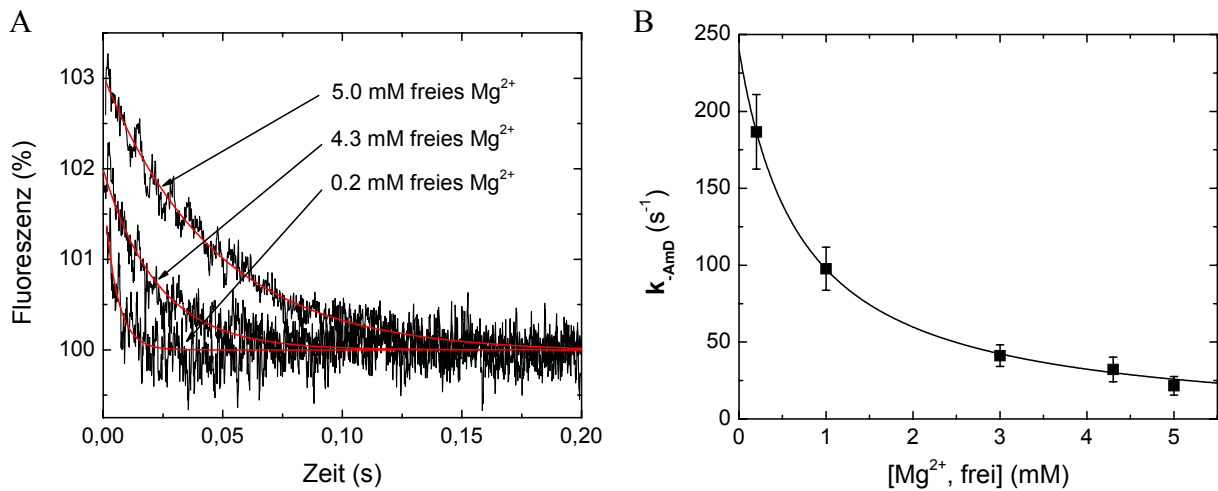 A
Fluoreszenz (%)
103
102
101
100
0,00
0,05
0,10
0,15
0,20
Zeit (s)
5.0 mM freies Mg²⁺
4.3 mM freies Mg²⁺
0.2 mM freies Mg²⁺
B
k-AmD (s⁻¹)
250
200
150
100
50
0
0
1
2
3
4
5
[Mg²⁺, frei] (mM)